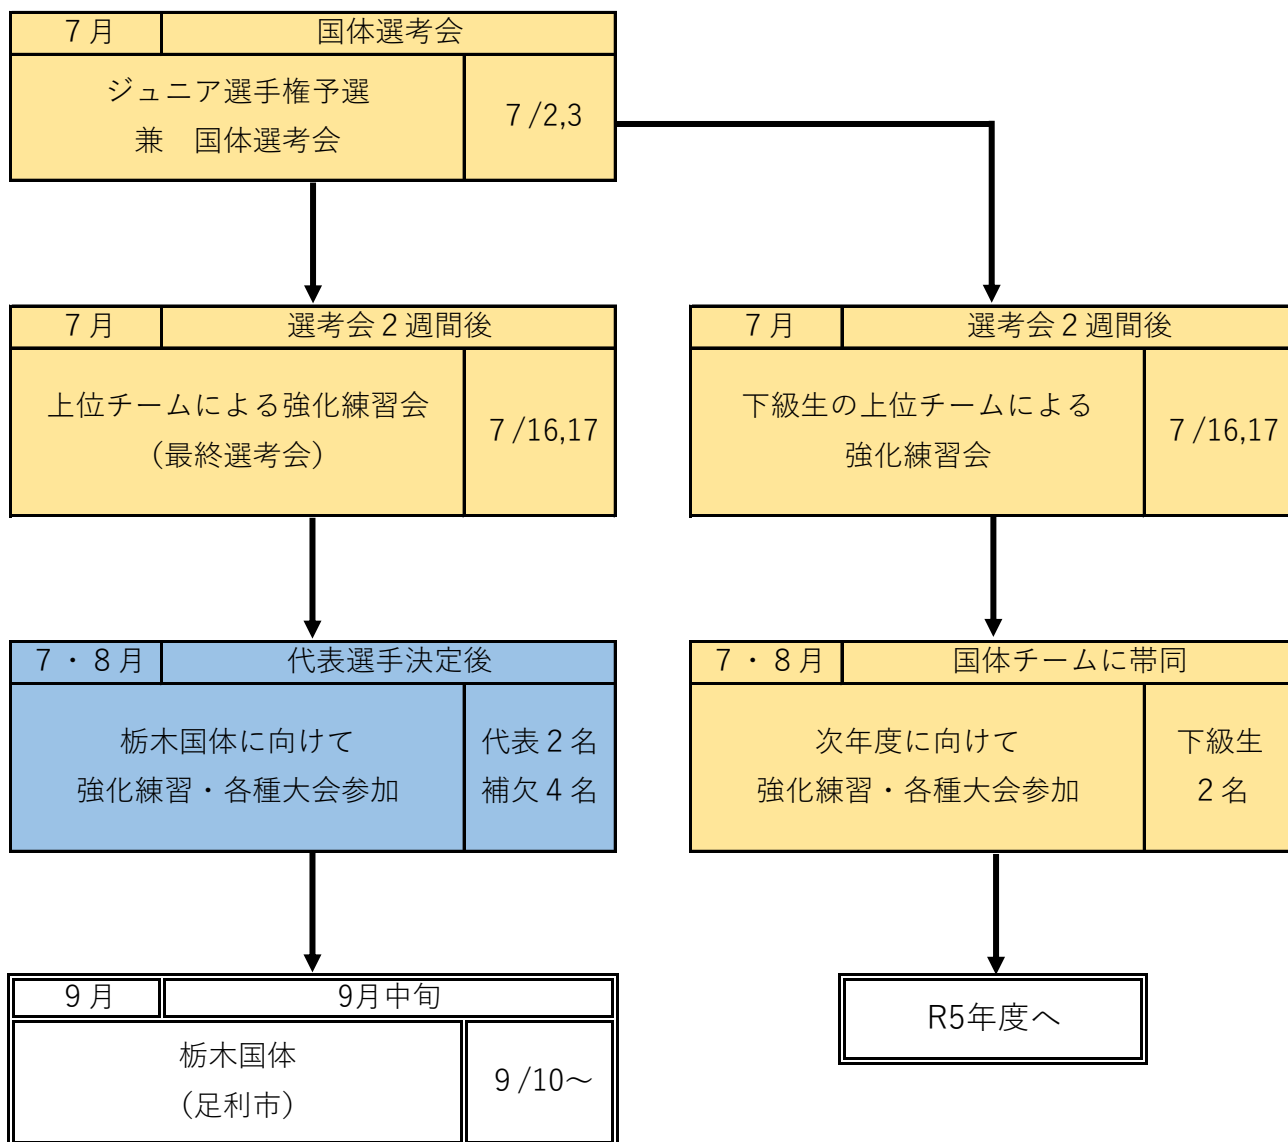 ７月 国体選考会
ジュニア選手権予選
兼　国体選考会
７/2,3
７月 選考会２週間後
上位チームによる強化練習会
（最終選考会）
７/16,17
７月 選考会２週間後
下級生の上位チームによる
強化練習会
７/16,17
７・８月 代表選手決定後
栃木国体に向けて
強化練習・各種大会参加
代表２名
補欠４名
７・８月 国体チームに帯同
次年度に向けて
強化練習・各種大会参加
下級生
２名
９月 9月中旬
栃木国体
（足利市）
９/10～
R5年度へ